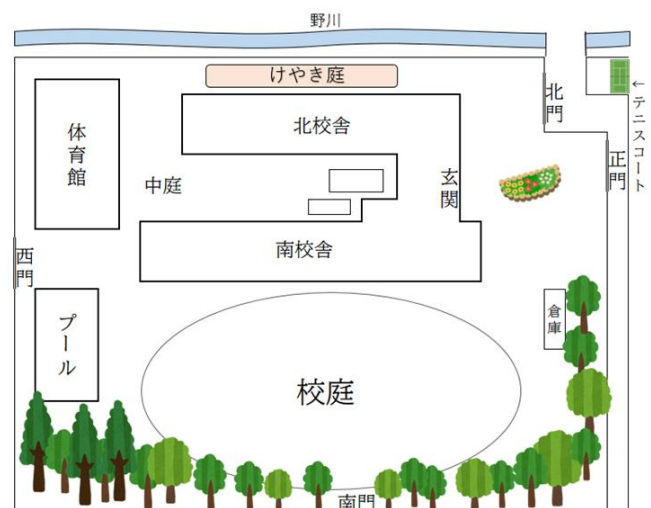 野川
けやき庭
北門
←テニスコート
体育館
北校舎
正門
中庭
玄関
西門
南校舎
プール
倉庫
校庭
南門